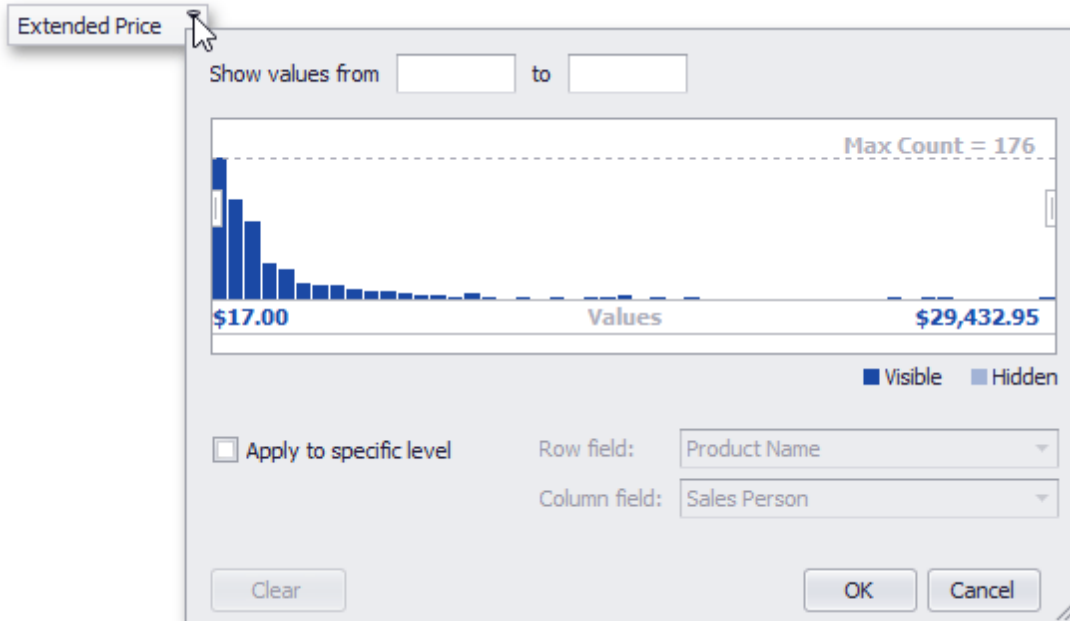 Extended Price
Show values from to
Max Count = 176
$17.00 Values $29,432.95
Visible Hidden
Apply to specific level Row field: Product Name
Column field: Sales Person
Clear OK Cancel